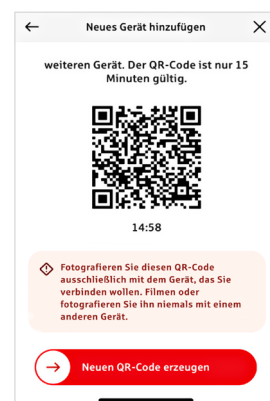 Neues Gerät hinzufügen
weiteren Gerät. Der QR-Code ist nur 15
Minuten gültig.
14:58
Fotografieren Sie diesen QR-Code
ausschließlich mit dem Gerät, das Sie
verbinden wollen. Filmen oder
fotografieren Sie ihn niemals mit einem
anderen Gerät.
Neuen QR-Code erzeugen